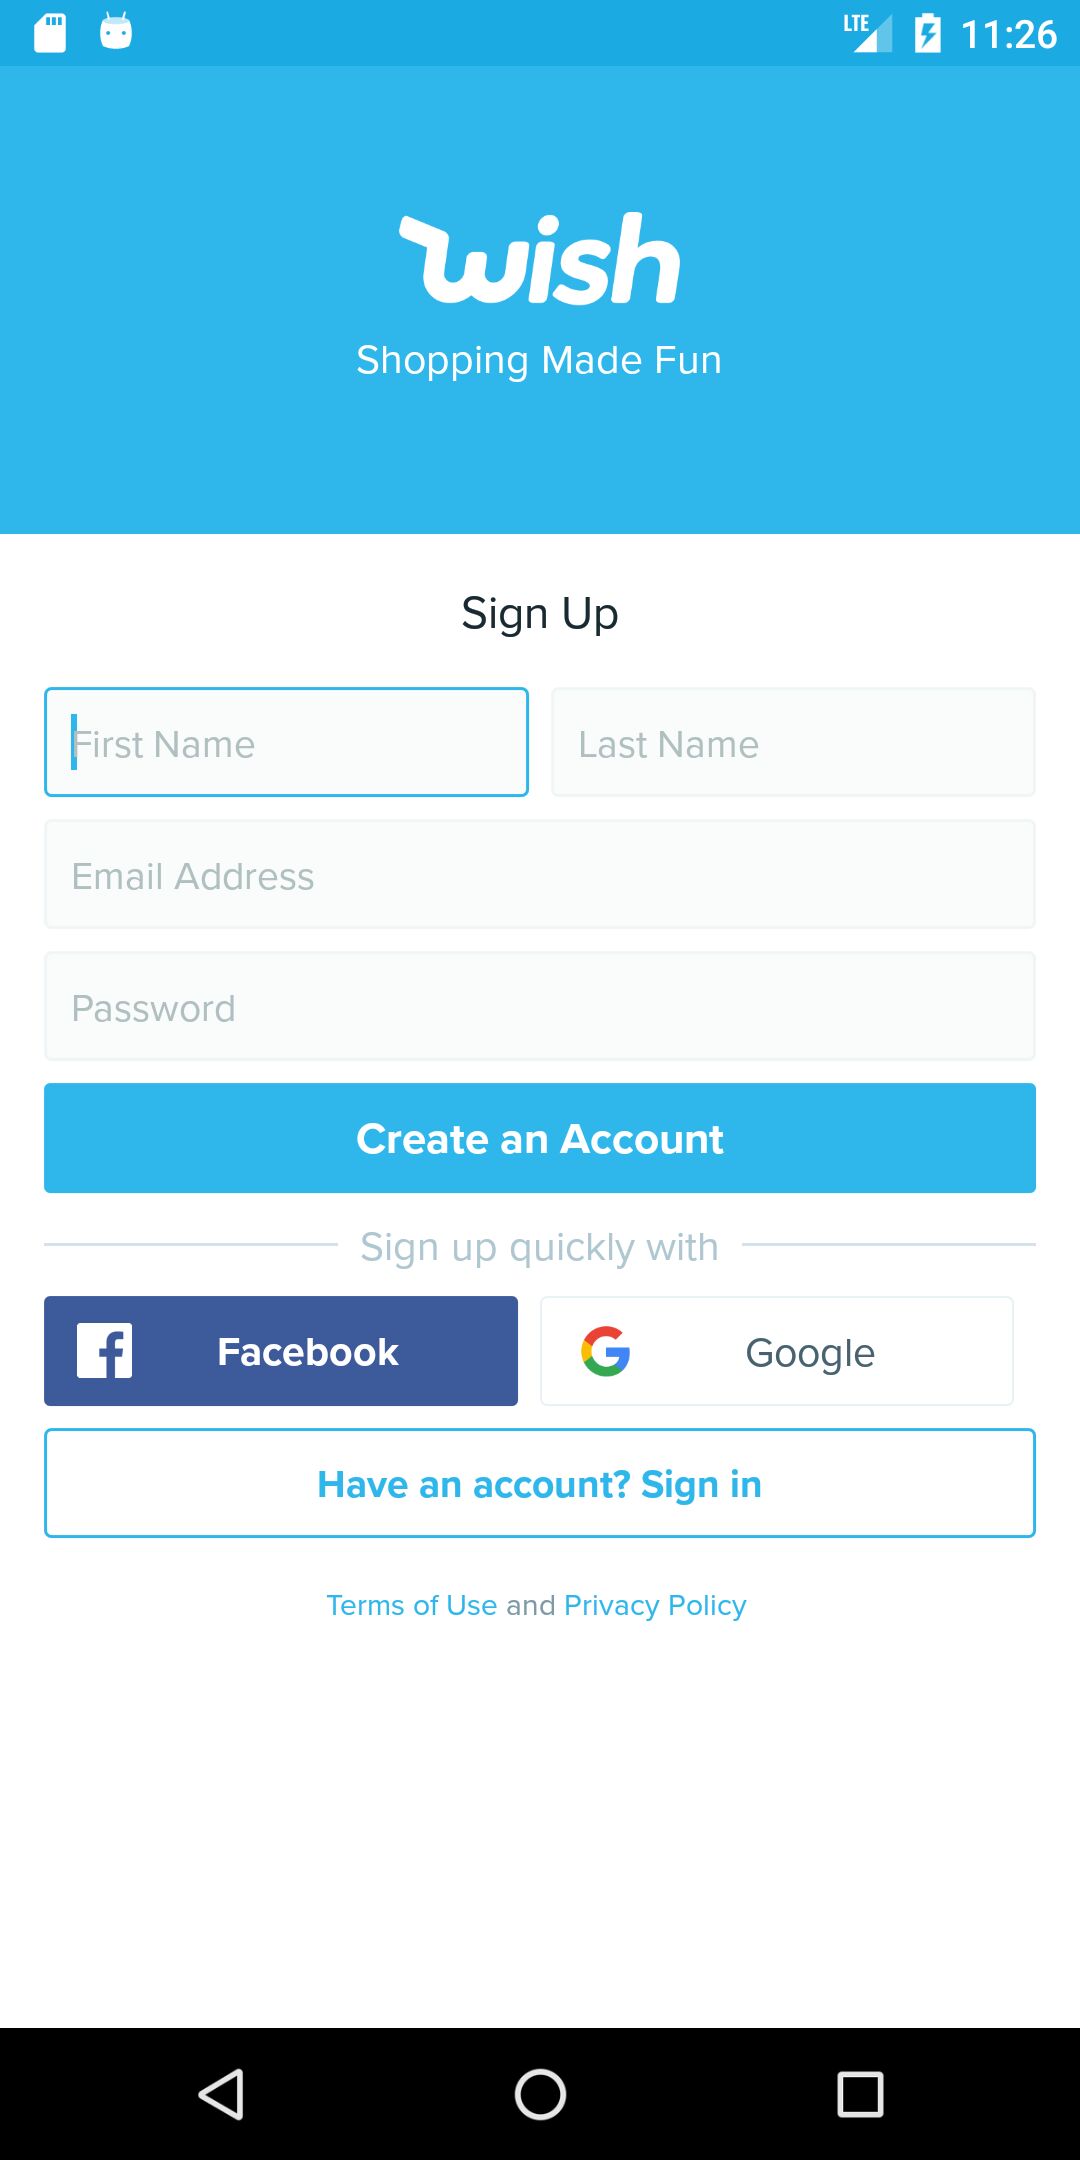 LTE 11:26
wish
Shopping Made Fun
Sign Up
First Name Last Name
Email Address
Password
Create an Account
Sign up quickly with
Facebook Google
Have an account? Sign in
Terms of Use and Privacy Policy